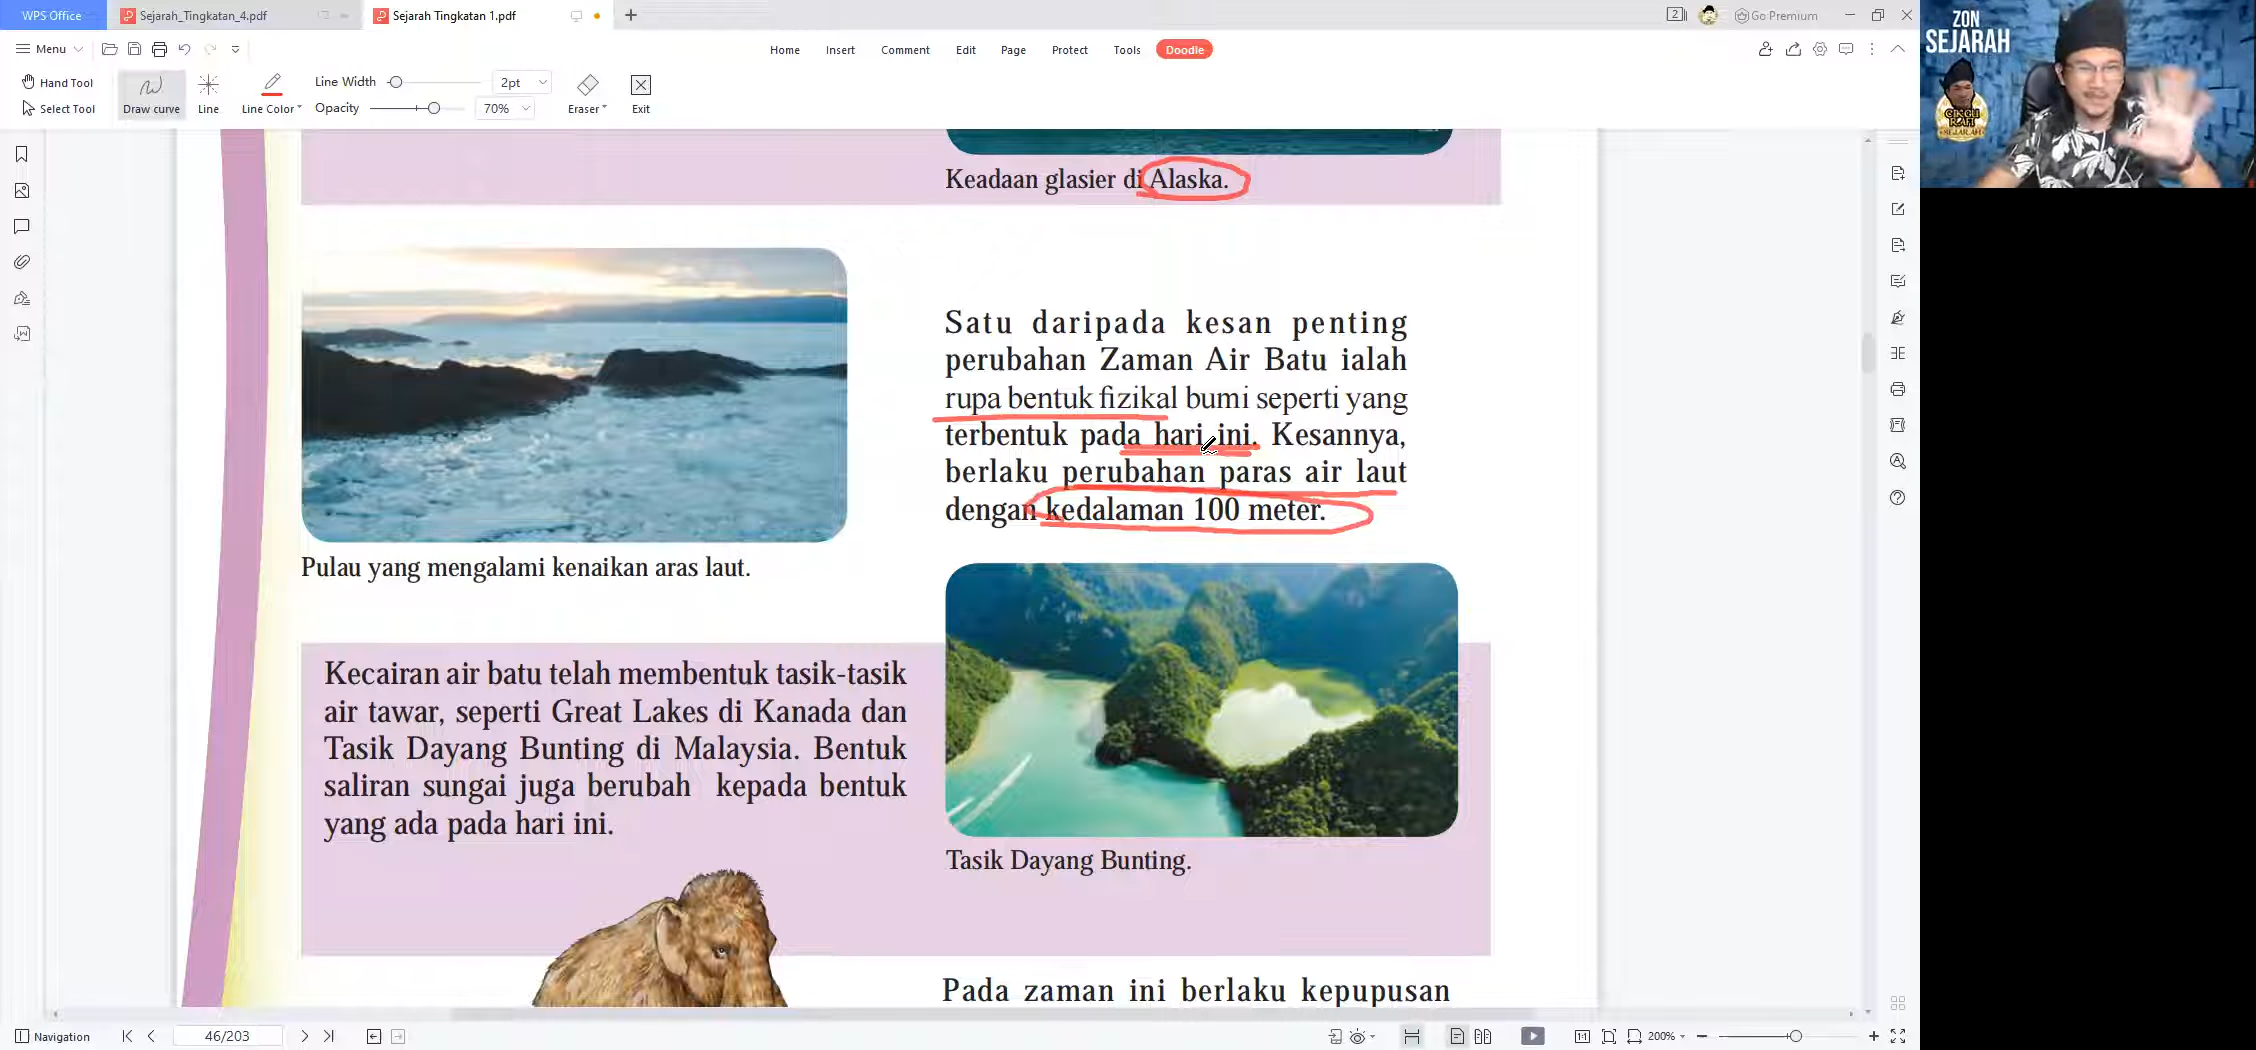 WPS Office
Sejarah_Tingkatan_4.pdf
Sejarah Tingkatan 1.pdf
2
Go Premium
Menu
Home
Insert
Comment
Edit
Page
Protect
Tools
Doodle
Hand Tool
Select Tool
Draw curve
Line
Line Color
Line Width
2pt
Opacity
70%
Eraser
Exit
ZON
SEJARAH
CIKGU
RAFI
SEJARAH
Keadaan glasier di Alaska.
Satu daripada kesan penting
perubahan Zaman Air Batu ialah
rupa bentuk fizikal bumi seperti yang
terbentuk pada hari ini. Kesannya,
berlaku perubahan paras air laut
dengan kedalaman 100 meter.
Pulau yang mengalami kenaikan aras laut.
Kecairan air batu telah membentuk tasik-tasik
air tawar, seperti Great Lakes di Kanada dan
Tasik Dayang Bunting di Malaysia. Bentuk
saliran sungai juga berubah kepada bentuk
yang ada pada hari ini.
Tasik Dayang Bunting.
Pada zaman ini berlaku kepupusan
Navigation
46/203
1:1
200%